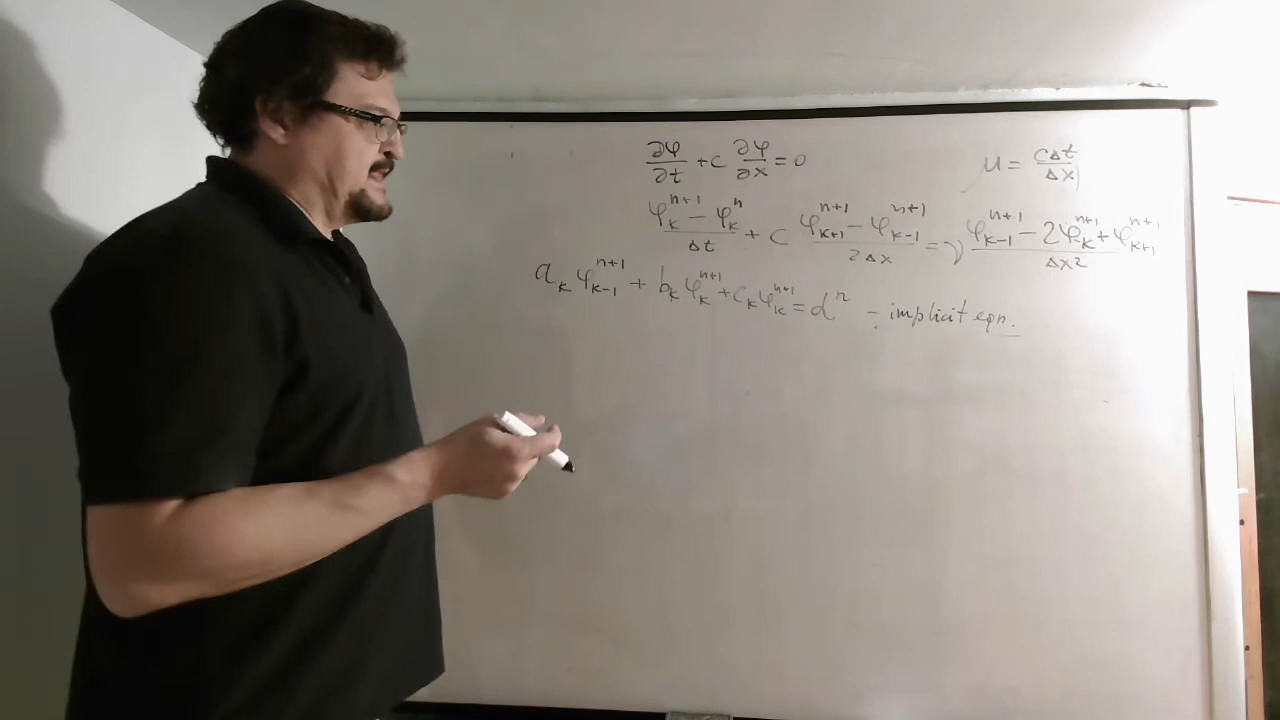 ∂φ/∂t + c ∂φ/∂x = 0    μ = cΔt/Δx
(φ_k^{n+1} - φ_k^n)/Δt + c (φ_{k+1}^{n+1} - φ_{k-1}^{n+1})/2Δx = ν (φ_{k-1}^{n+1} - 2φ_k^{n+1} + φ_{k+1}^{n+1})/Δx²
a_k φ_{k-1}^{n+1} + b_k φ_k^{n+1} + c_k φ_k^{n+1} = d^n - implicit eqn.